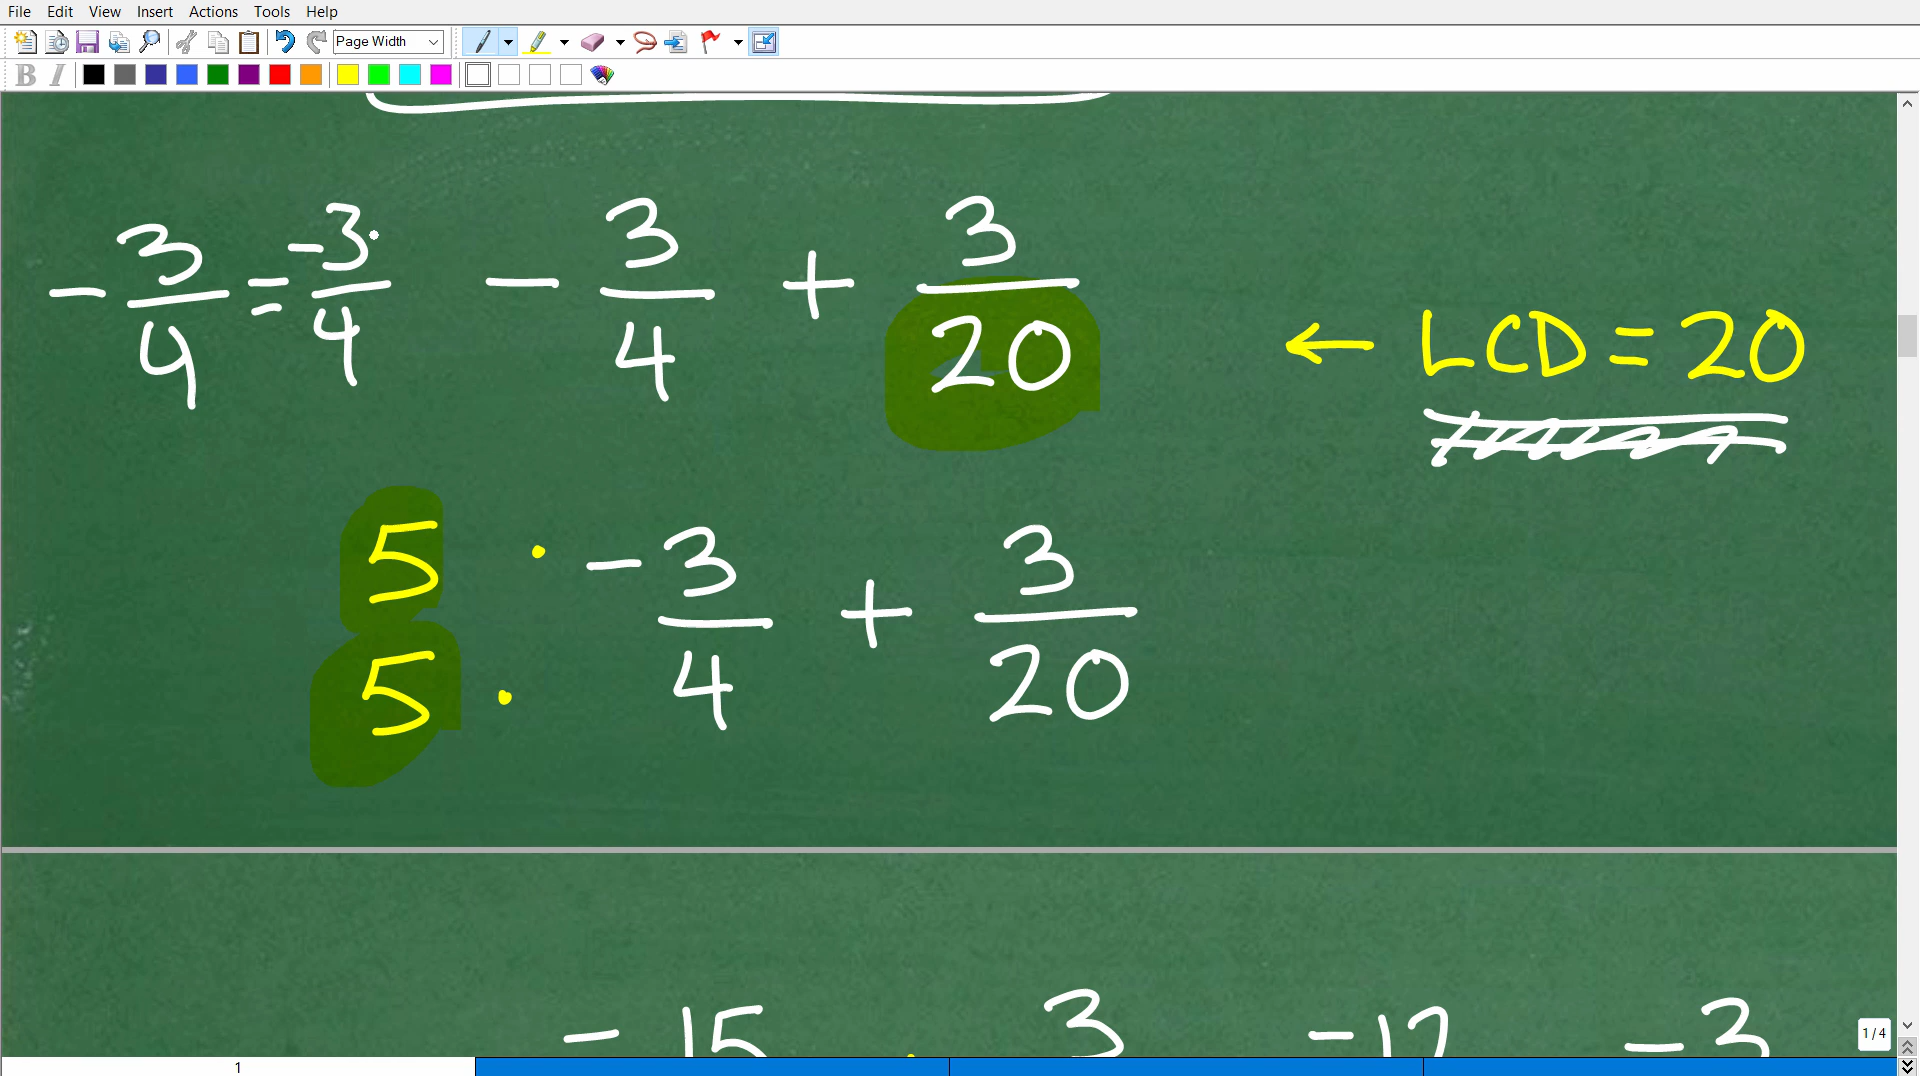 File Edit View Insert Actions Tools Help
Page Width
B I
- 3/4 = -3/4 - 3/4 + 3/20
← LCD = 20
5/5 · -3/4 + 3/20
- 15 3 -12 - 3
1 / 4
1